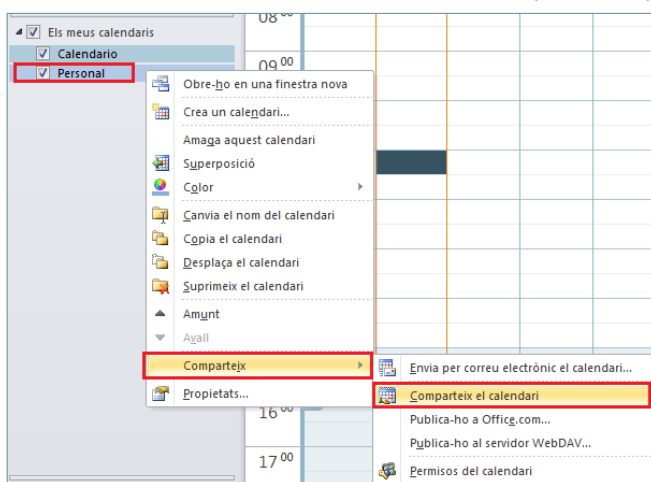 08 00
Els meus calendaris
Calendario
09 00
Personal
Obre-ho en una finestra nova
Crea un calendari...
Amaga aquest calendari
Superposició
Color
Canvia el nom del calendari
Copia el calendari
Desplaça el calendari
Suprimeix el calendari
Amunt
Avall
Comparteix
Envia per correu electrònic el calendari...
Propietats...
Comparteix el calendari
16 00
Publica-ho a Office.com...
Publica-ho al servidor WebDAV...
17 00
Permisos del calendari